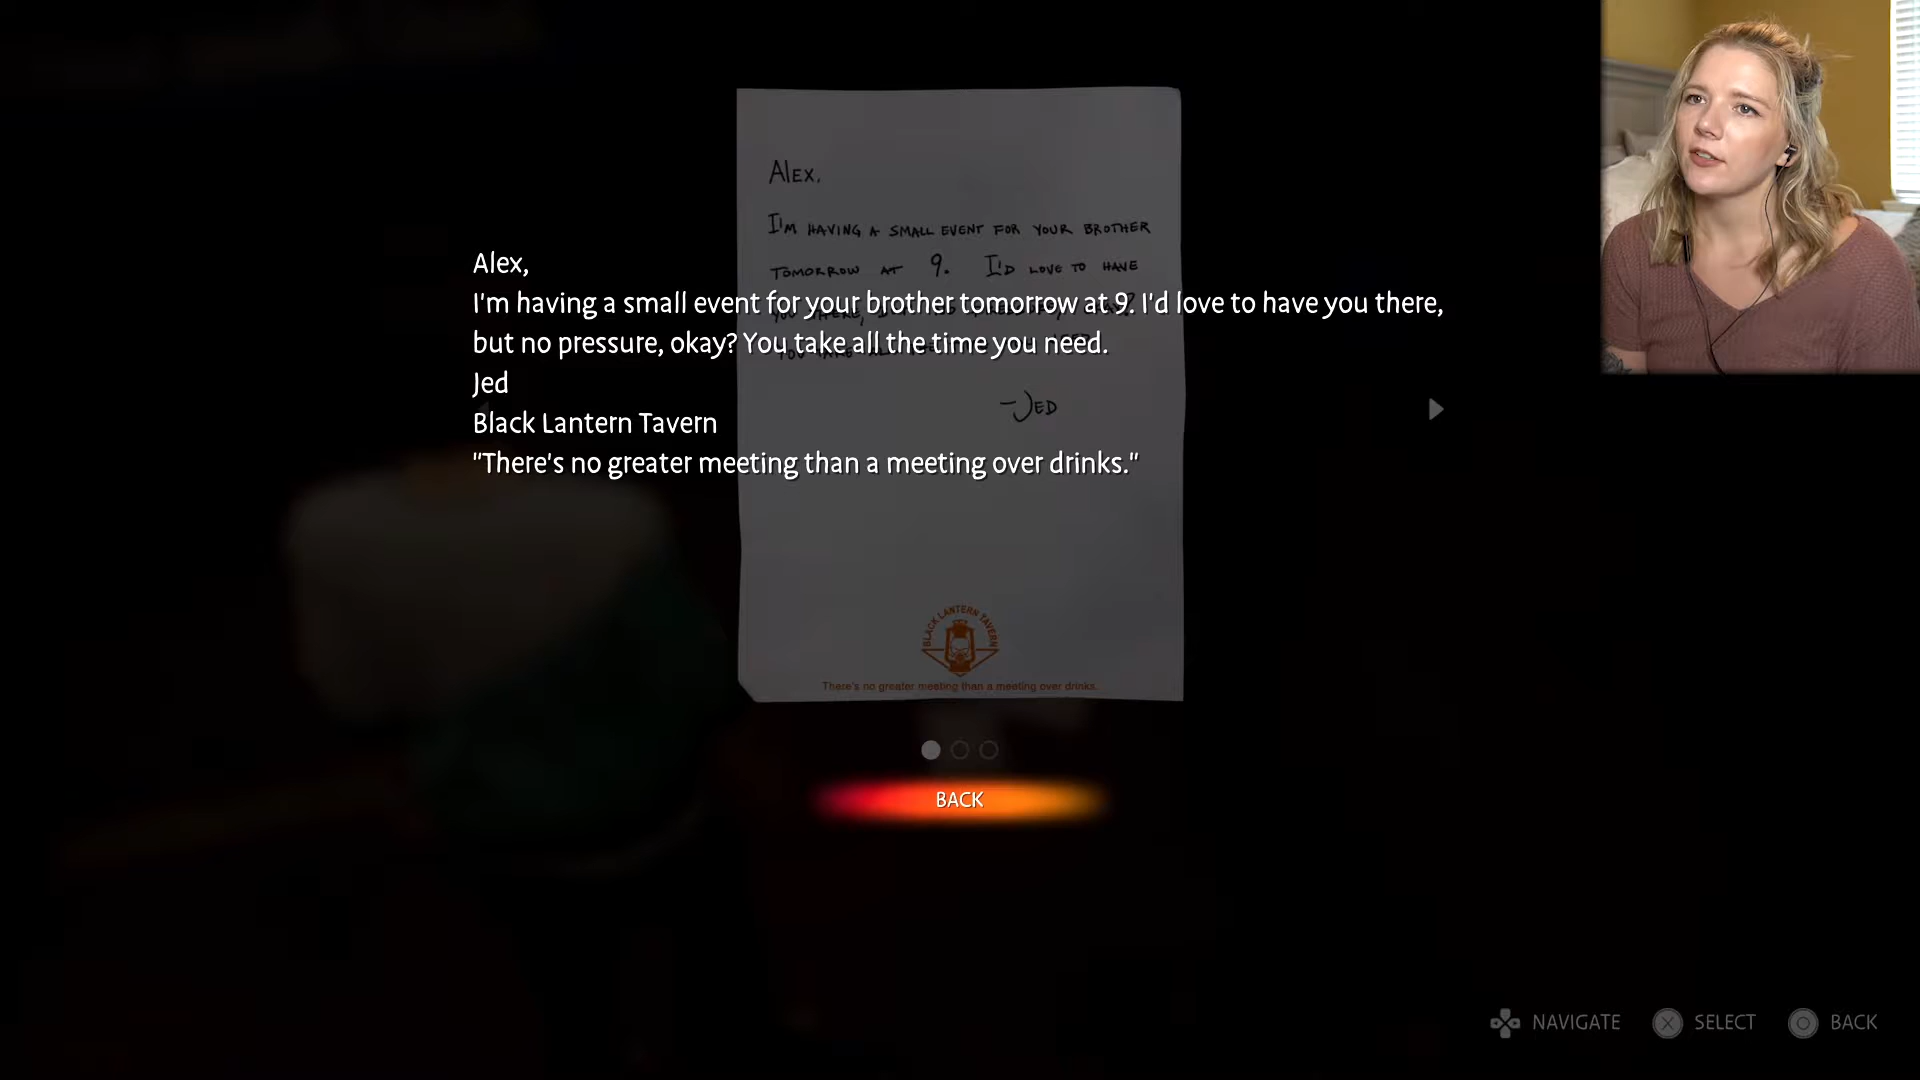 Alex,
I'm having a small event for your brother
tomorrow at 9. I'd love to have
-Jed
Alex,
I'm having a small event for your brother tomorrow at 9. I'd love to have you there,
but no pressure, okay? You take all the time you need.
Jed
Black Lantern Tavern
"There's no greater meeting than a meeting over drinks."
BLACK LANTERN TAVERN
There's no greater meeting than a meeting over drinks.
BACK
NAVIGATE SELECT BACK